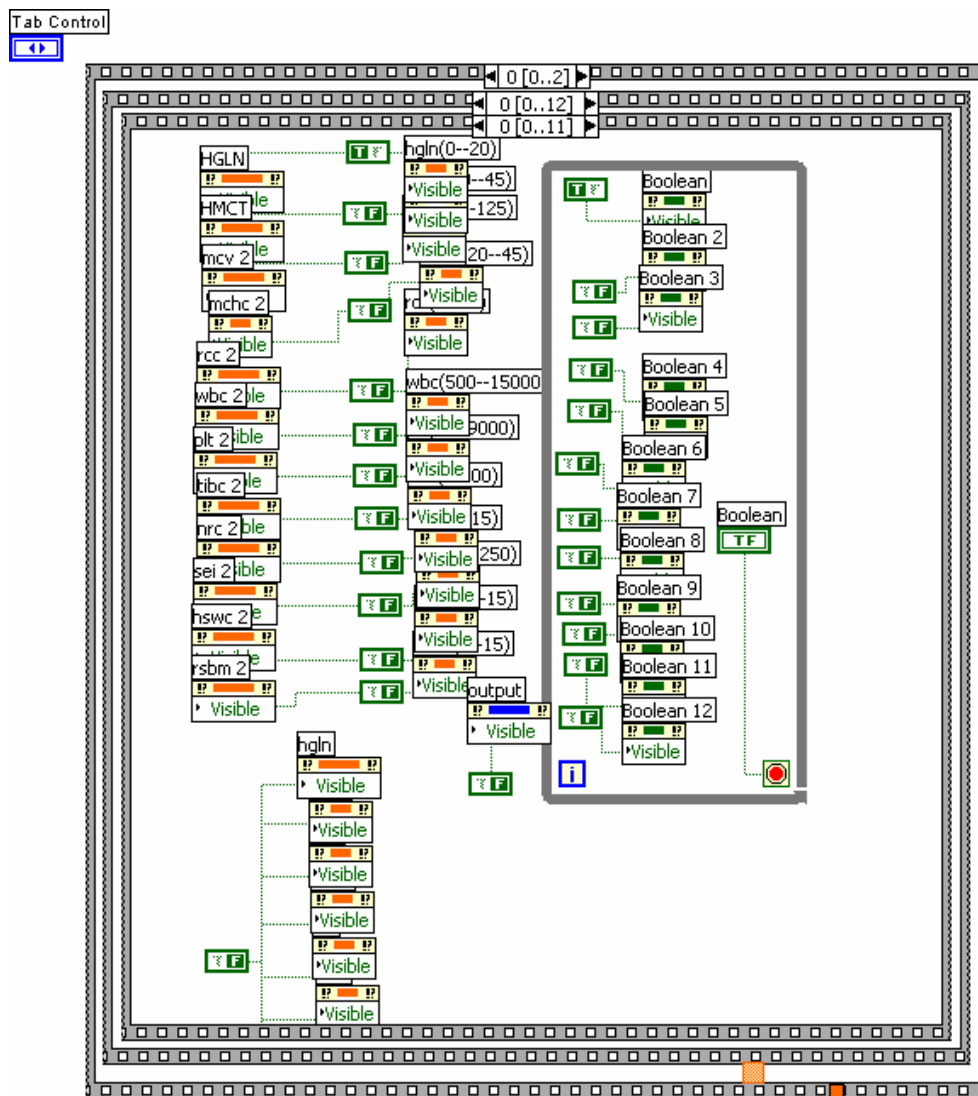 Tab Control
0 [0..2]
0 [0..12]
0 [0..11]
HGLN
T
hgln(0--20)
Visible
--45)
HMCT
F
Visible
-125)
mcv 2
F
Visible
20--45)
mchc 2
F
Visible
Visible
rcc 2
Visible
wbc 2
F
wbc(500--15000
Visible
plt 2
F
9000)
Visible
tibc 2
F
00)
Visible
nrc 2
F
15)
Visible
sei 2
F
250)
Visible
hswc 2
F
-15)
Visible
rsbm 2
F
-15)
Visible
Visible
F
output
Visible
F
T
Boolean
Visible
Boolean 2
F
Boolean 3
F
Visible
F
Boolean 4
F
Boolean 5
Boolean 6
F
Boolean 7
F
Boolean 8
F
Boolean 9
F
Boolean 10
F
Boolean 11
F
Boolean 12
F
Visible
Boolean
TF
i
hgln
Visible
Visible
Visible
Visible
F
Visible
Visible